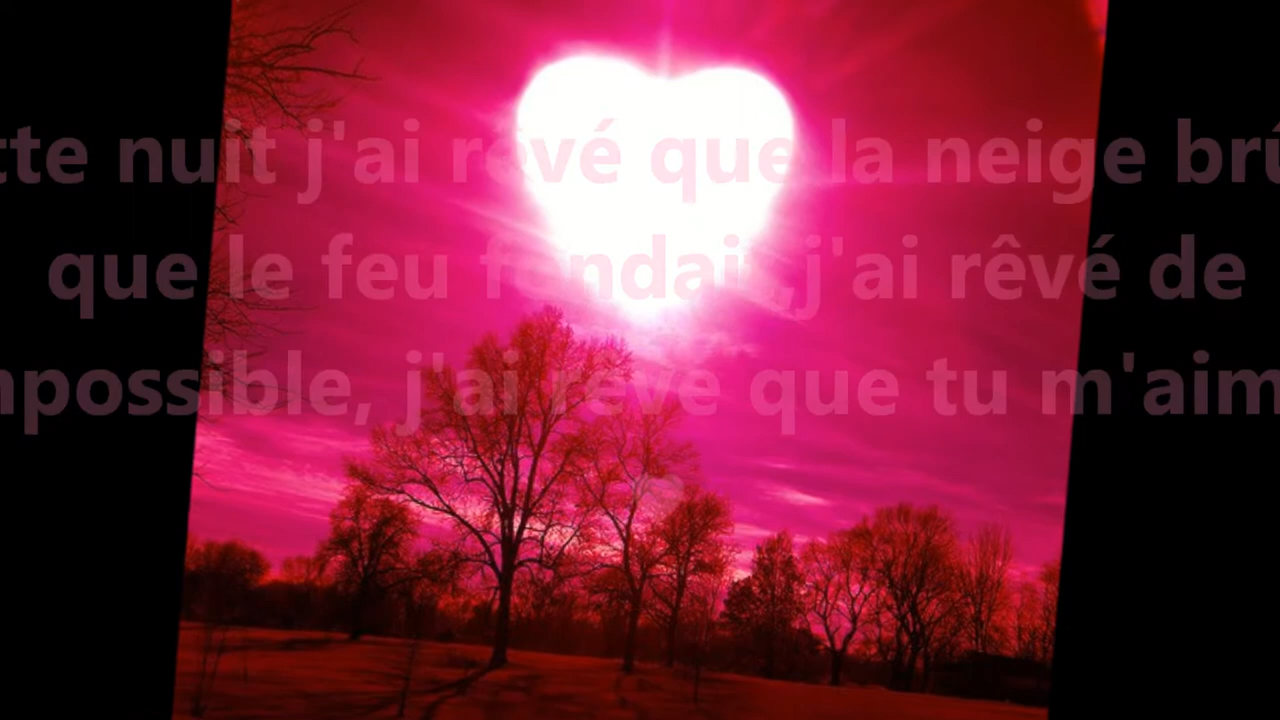 tte nuit j'ai rêvé que la neige brû
que le feu fondait, j'ai rêvé de
mpossible, j'ai rêvé que tu m'aim